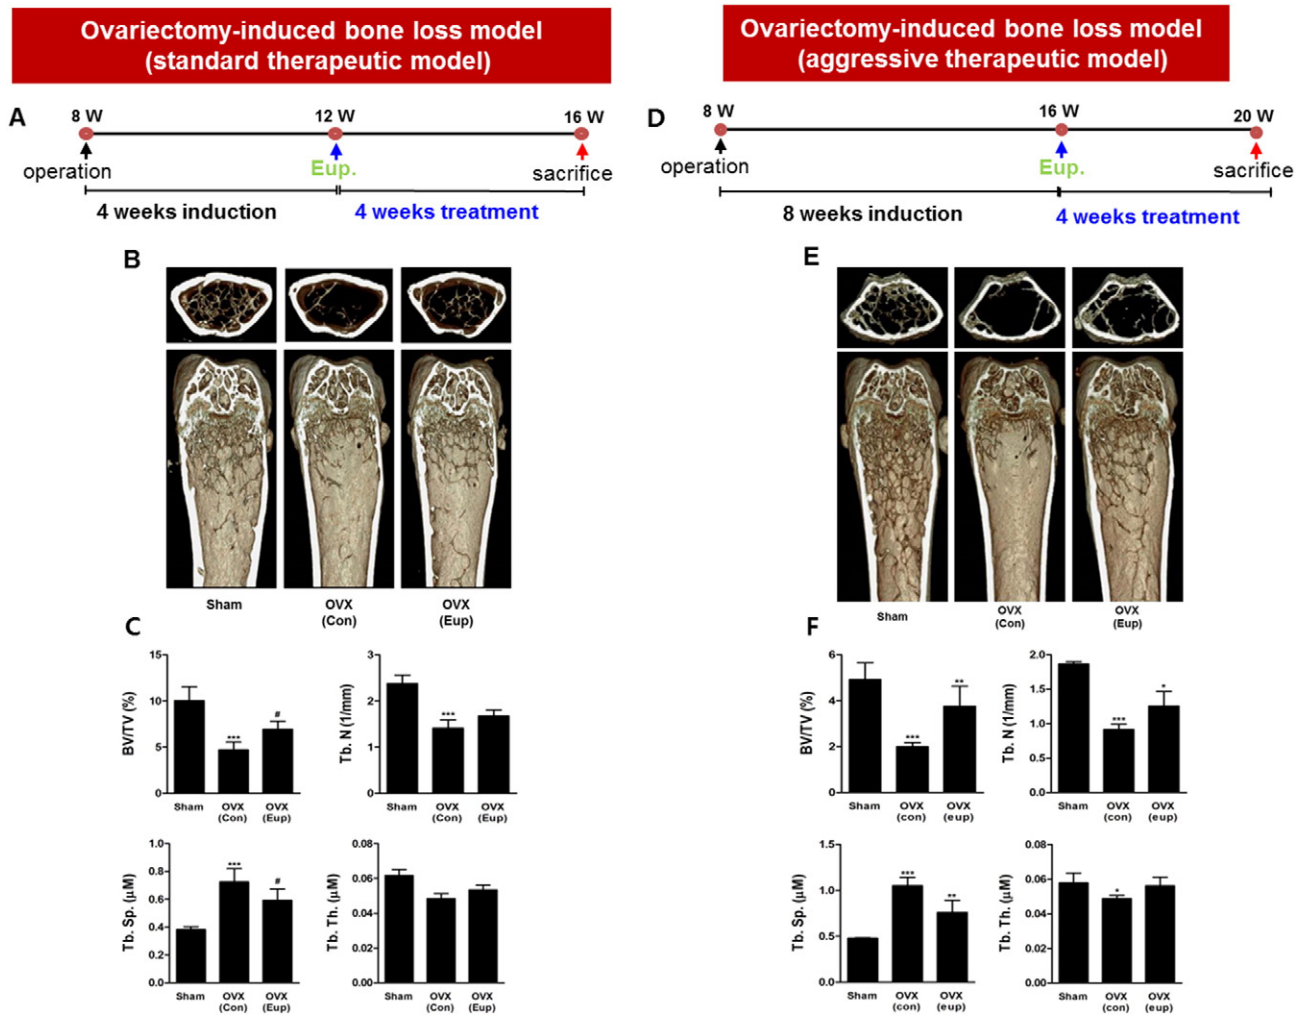 Ovariectomy-induced bone loss model
(standard therapeutic model)
A
8 W
12 W
16 W
operation
Eup.
sacrifice
4 weeks induction
4 weeks treatment
B
Sham
OVX
(Con)
OVX
(Eup)
C
15
10
5
0
BV/TV (%)
***
#
Sham
OVX
(Con)
OVX
(Eup)
3
2
1
0
Tb. N (1/mm)
***
Sham
OVX
(Con)
OVX
(Eup)
1.0
0.8
0.6
0.4
0.2
0.0
Tb. Sp. (μM)
***
#
Sham
OVX
(Con)
OVX
(Eup)
0.08
0.06
0.04
0.02
0.00
Tb. Th. (μM)
Sham
OVX
(Con)
OVX
(Eup)
Ovariectomy-induced bone loss model
(aggressive therapeutic model)
D
8 W
16 W
20 W
operation
Eup.
sacrifice
8 weeks induction
4 weeks treatment
E
Sham
OVX
(Con)
OVX
(Eup)
F
6
4
2
0
BV/TV (%)
***
**
Sham
OVX
(con)
OVX
(eup)
2.0
1.5
1.0
0.5
0.0
Tb. N (1/mm)
***
*
Sham
OVX
(con)
OVX
(eup)
1.5
1.0
0.5
0.0
Tb. Sp. (μM)
***
**
Sham
OVX
(con)
OVX
(eup)
0.08
0.06
0.04
0.02
0.00
Tb. Th. (μM)
*
Sham
OVX
(con)
OVX
(eup)